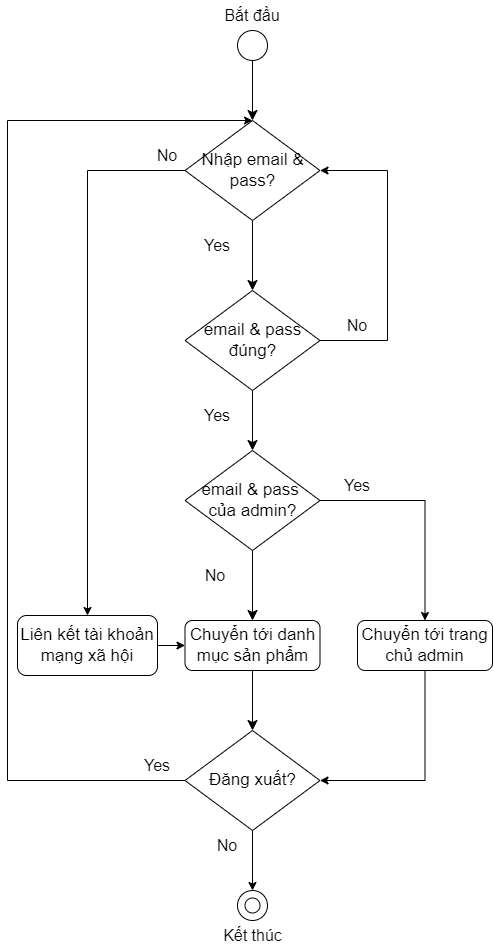 Bắt đầu
No
Nhập email &
pass?
Yes
email & pass
đúng?
No
Yes
email & pass
của admin?
Yes
No
Liên kết tài khoản
mạng xã hội
Chuyển tới danh
mục sản phẩm
Chuyển tới trang
chủ admin
Yes
Đăng xuất?
No
Kết thúc